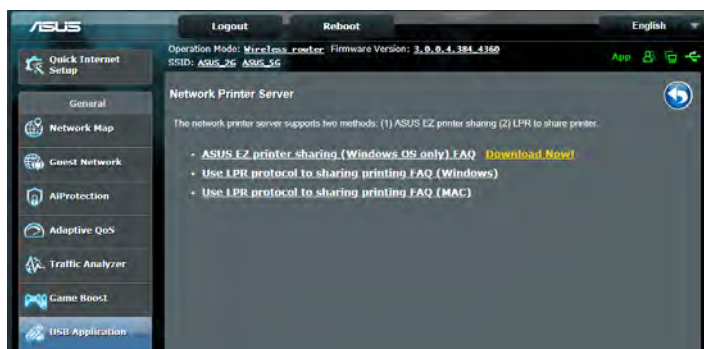 ASUS
Logout
Reboot
English
Operation Mode: Wireless router Firmware Version: 3.0.0.4.384_4360
SSID: ASUS_2G ASUS_5G
App
Quick Internet
Setup
General
Network Map
Guest Network
AiProtection
Adaptive QoS
Traffic Analyzer
Game Boost
USB Application
Network Printer Server
The network printer server supports two methods: (1) ASUS EZ printer sharing (2) LPR to share printer.
ASUS EZ printer sharing (Windows OS only) FAQ Download Now!
Use LPR protocol to sharing printing FAQ (Windows)
Use LPR protocol to sharing printing FAQ (MAC)